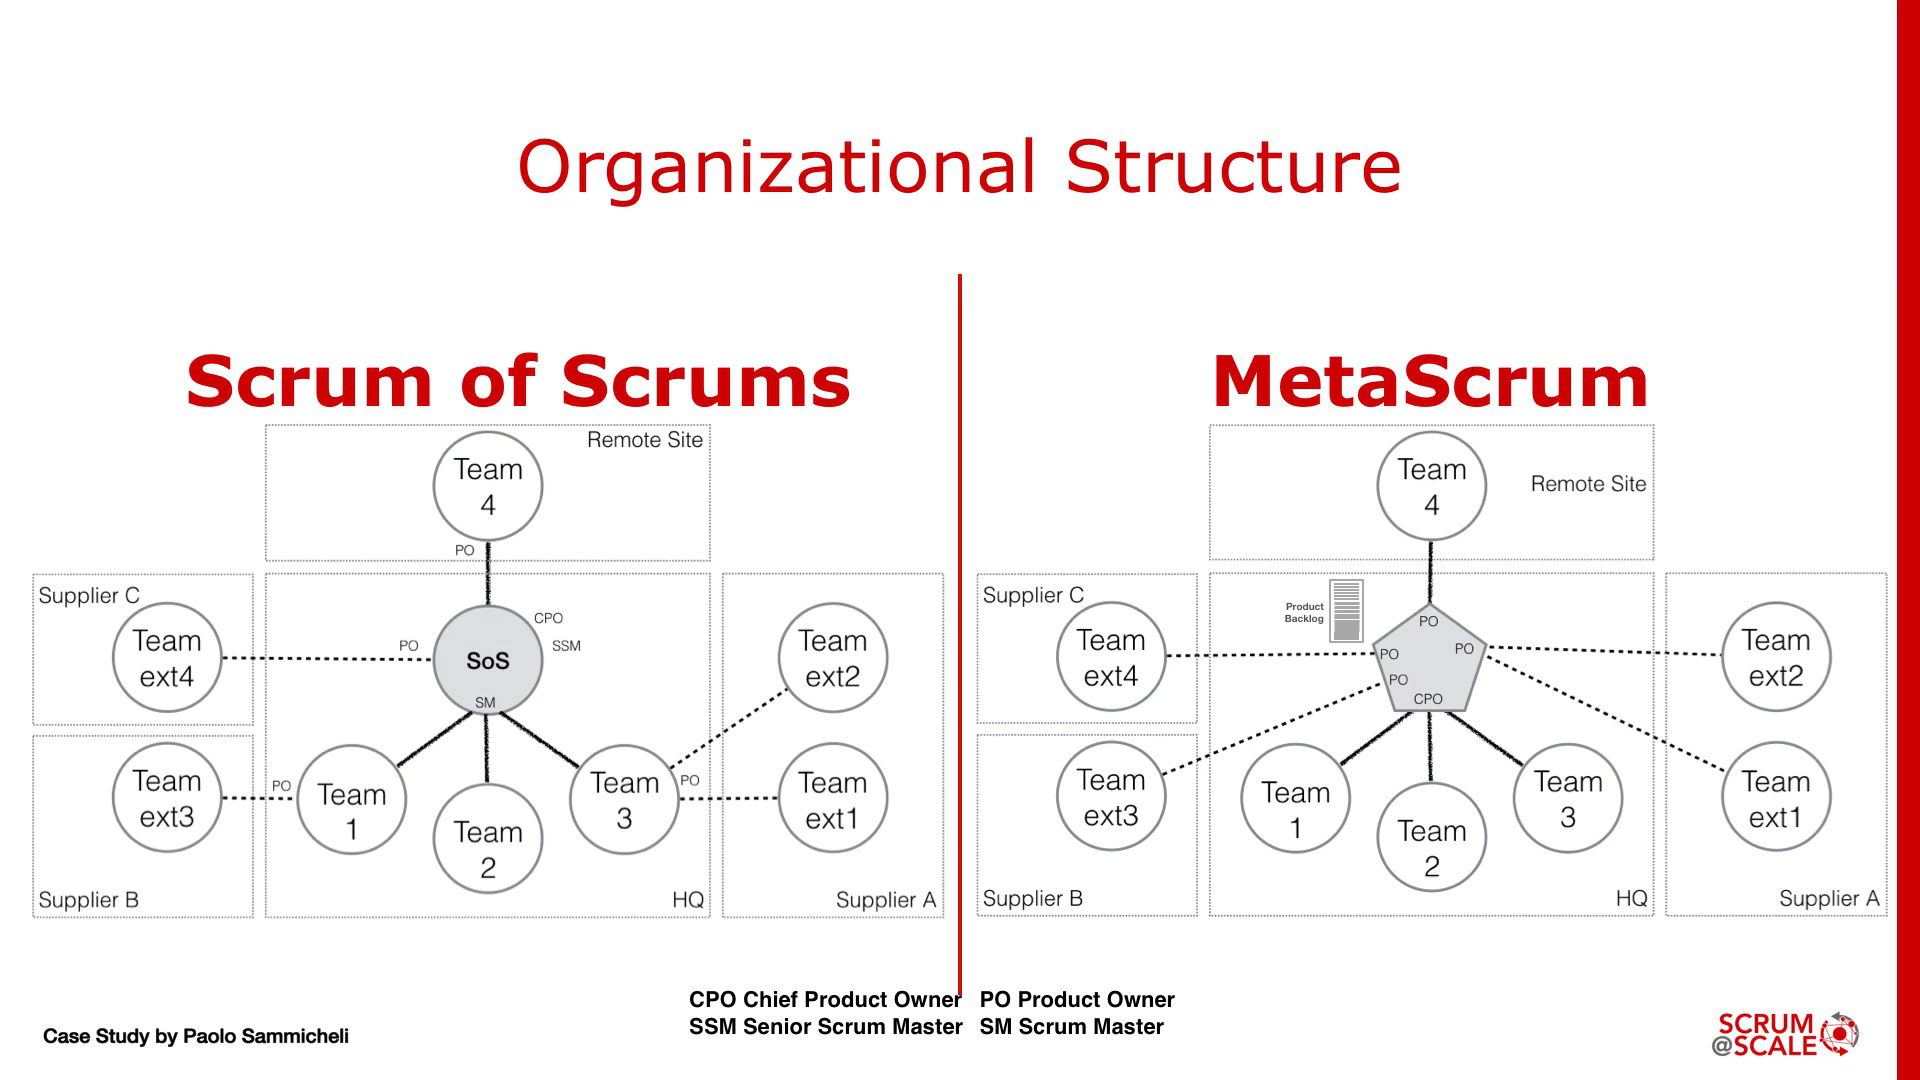 Organizational Structure
Scrum of Scrums
Remote Site
Team
4
PO
Supplier C
Team
ext4
PO
CPO
SSM
SoS
SM
Team
ext2
Team
ext3
PO
Team
1
Team
2
Team
3
PO
Team
ext1
Supplier B
HQ
Supplier A
MetaScrum
Team
4
Remote Site
Supplier C
Team
ext4
Product
Backlog
PO
PO
PO
PO
CPO
Team
ext2
Team
ext3
Team
1
Team
2
Team
3
Team
ext1
Supplier B
HQ
Supplier A
CPO Chief Product Owner PO Product Owner
SSM Senior Scrum Master SM Scrum Master
Case Study by Paolo Sammicheli
SCRUM
@SCALE